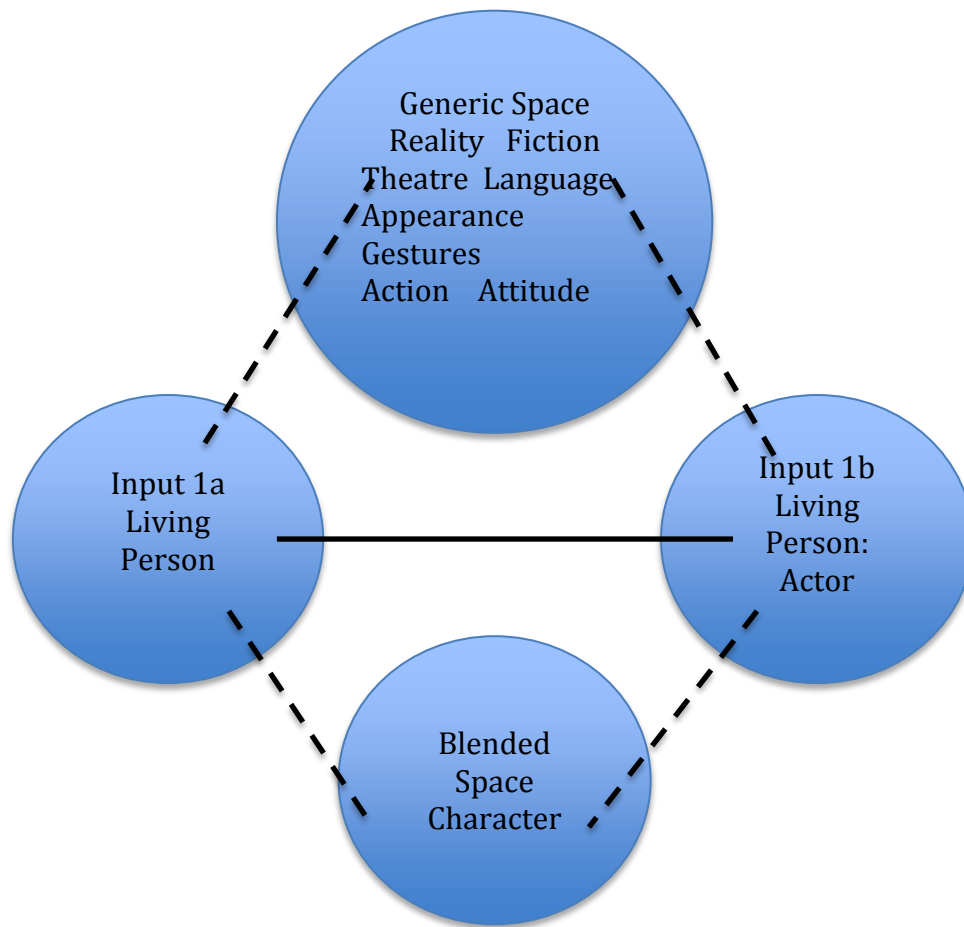 Generic Space
Reality Fiction
Theatre Language
Appearance
Gestures
Action Attitude
Input 1a
Living
Person
Input 1b
Living
Person:
Actor
Blended
Space
Character